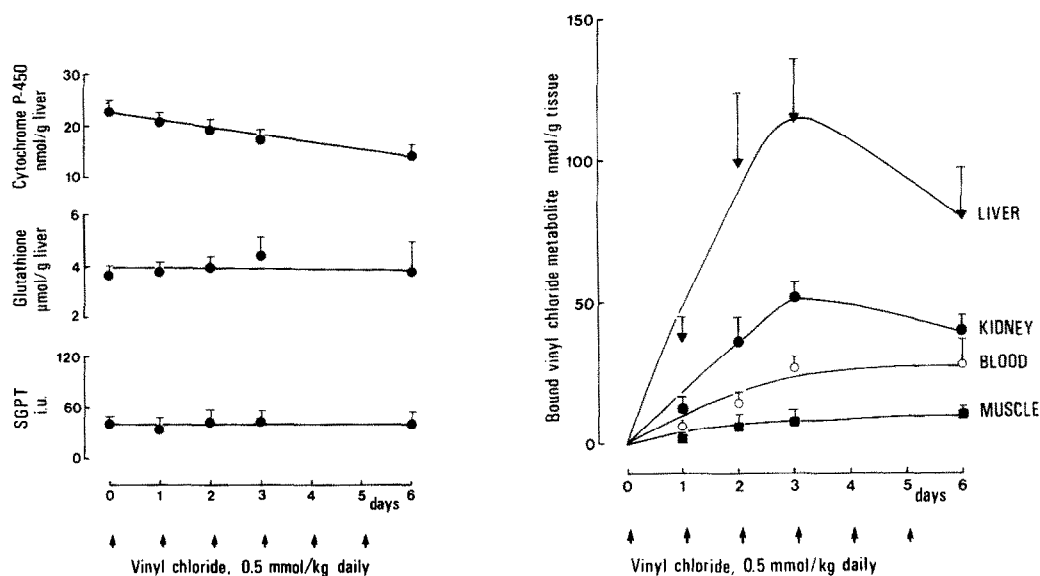 Cytochrome P-450
nmol/g liver
30
20
10
Glutathione
µmol/g liver
6
4
2
SGPT
i.u.
120
60
0
0 1 2 3 4 5 6
days
Vinyl chloride, 0.5 mmol/kg daily
Bound vinyl chloride metabolite nmol/g tissue
150
100
50
0
LIVER
KIDNEY
BLOOD
MUSCLE
0 1 2 3 4 5 6
days
Vinyl chloride, 0.5 mmol/kg daily